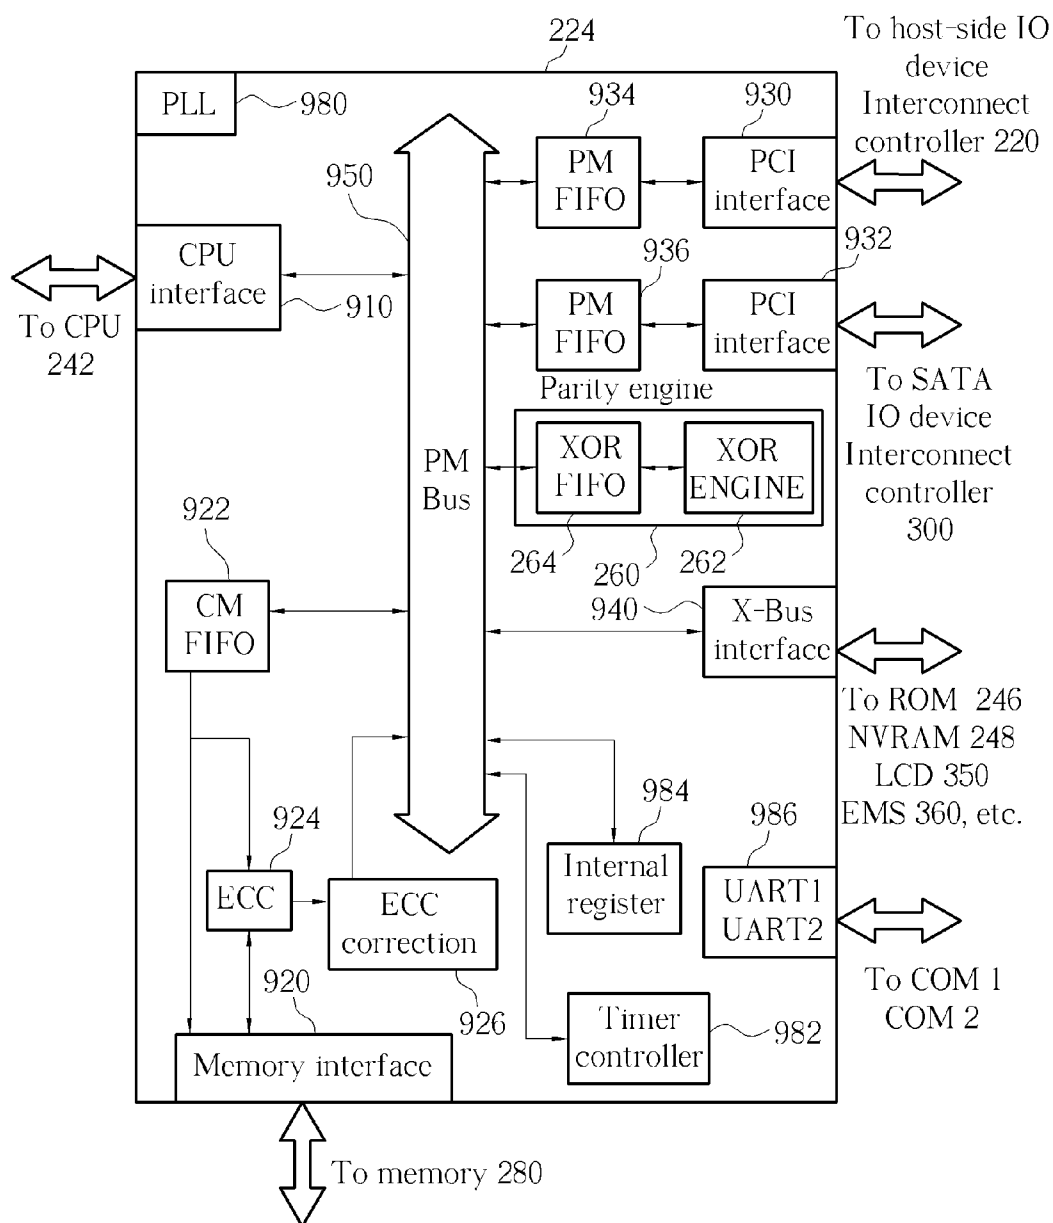 224
To host-side IO
device
Interconnect
controller 220
PLL
980
934
930
PM
FIFO
PCI
interface
950
CPU
interface
910
To CPU
242
936
932
PM
FIFO
PCI
interface
To SATA
IO device
Interconnect
controller
300
Parity engine
XOR
FIFO
XOR
ENGINE
264
260
262
PM
Bus
922
CM
FIFO
940
X-Bus
interface
To ROM 246
NVRAM 248
LCD 350
EMS 360, etc.
924
ECC
ECC
correction
926
984
Internal
register
986
UART1
UART2
To COM 1
COM 2
920
Memory interface
Timer
controller
982
To memory 280